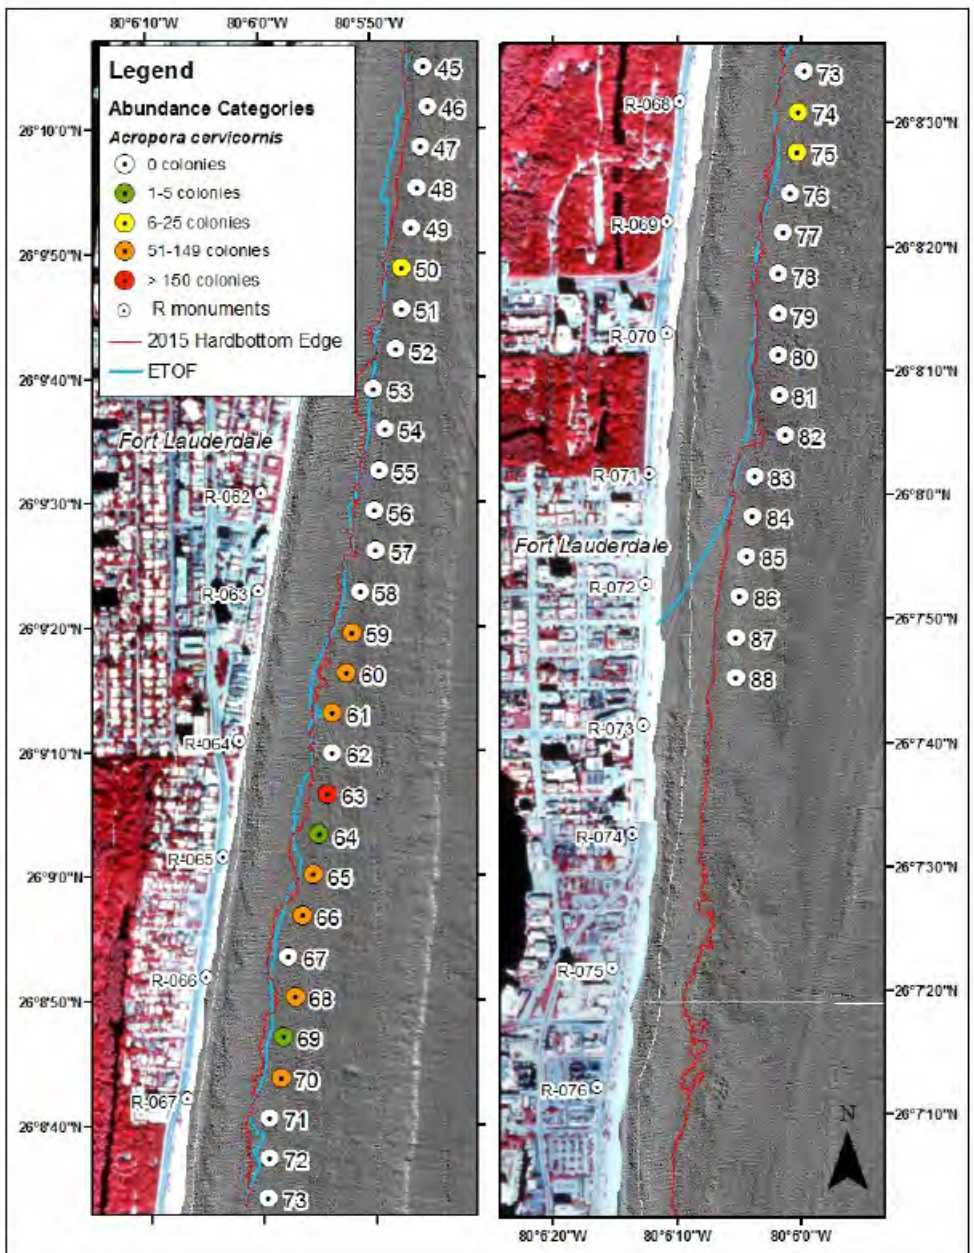 80°6'10"W 80°6'0"W 80°5'50"W
Legend
Abundance Categories
Acropora cervicornis
0 colonies
1-5 colonies
6-25 colonies
51-149 colonies
> 150 colonies
R monuments
2015 Hardbottom Edge
ETOF
26°10'0"N
26°9'50"N
26°9'40"N
26°9'30"N
26°9'20"N
26°9'10"N
26°9'0"N
26°8'50"N
26°8'40"N
Fort Lauderdale
R-062
R-063
R-064
R-065
R-066
R-067
45
46
47
48
49
50
51
52
53
54
55
56
57
58
59
60
61
62
63
64
65
66
67
68
69
70
71
72
73
R-068
R-069
R-070
R-071
Fort Lauderdale
R-072
R-073
R-074
R-075
R-076
73
74
75
76
77
78
79
80
81
82
83
84
85
86
87
88
26°8'30"N
26°8'20"N
26°8'10"N
26°8'0"N
26°7'50"N
26°7'40"N
26°7'30"N
26°7'20"N
26°7'10"N
N
80°6'20"W 80°6'10"W 80°6'0"W